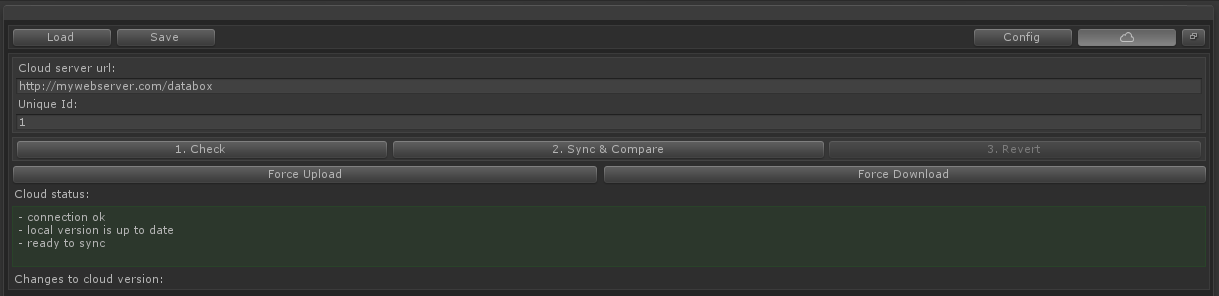 Load Save Config
Cloud server url:
http://mywebserver.com/databox
Unique Id:
1
1. Check 2. Sync & Compare 3. Revert
Force Upload Force Download
Cloud status:
- connection ok
- local version is up to date
- ready to sync
Changes to cloud version: